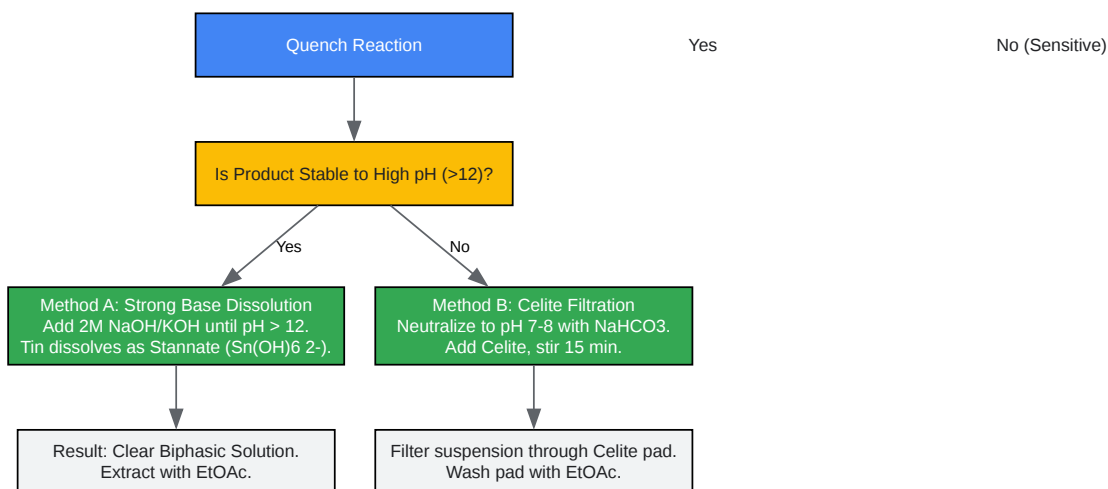 Quench Reaction
Yes
No (Sensitive)
Is Product Stable to High pH (>12)?
Yes
No
Method A: Strong Base Dissolution
Add 2M NaOH/KOH until pH > 12.
Tin dissolves as Stannate (Sn(OH)6 2-).
Method B: Celite Filtration
Neutralize to pH 7-8 with NaHCO3.
Add Celite, stir 15 min.
Result: Clear Biphasic Solution.
Extract with EtOAc.
Filter suspension through Celite pad.
Wash pad with EtOAc.